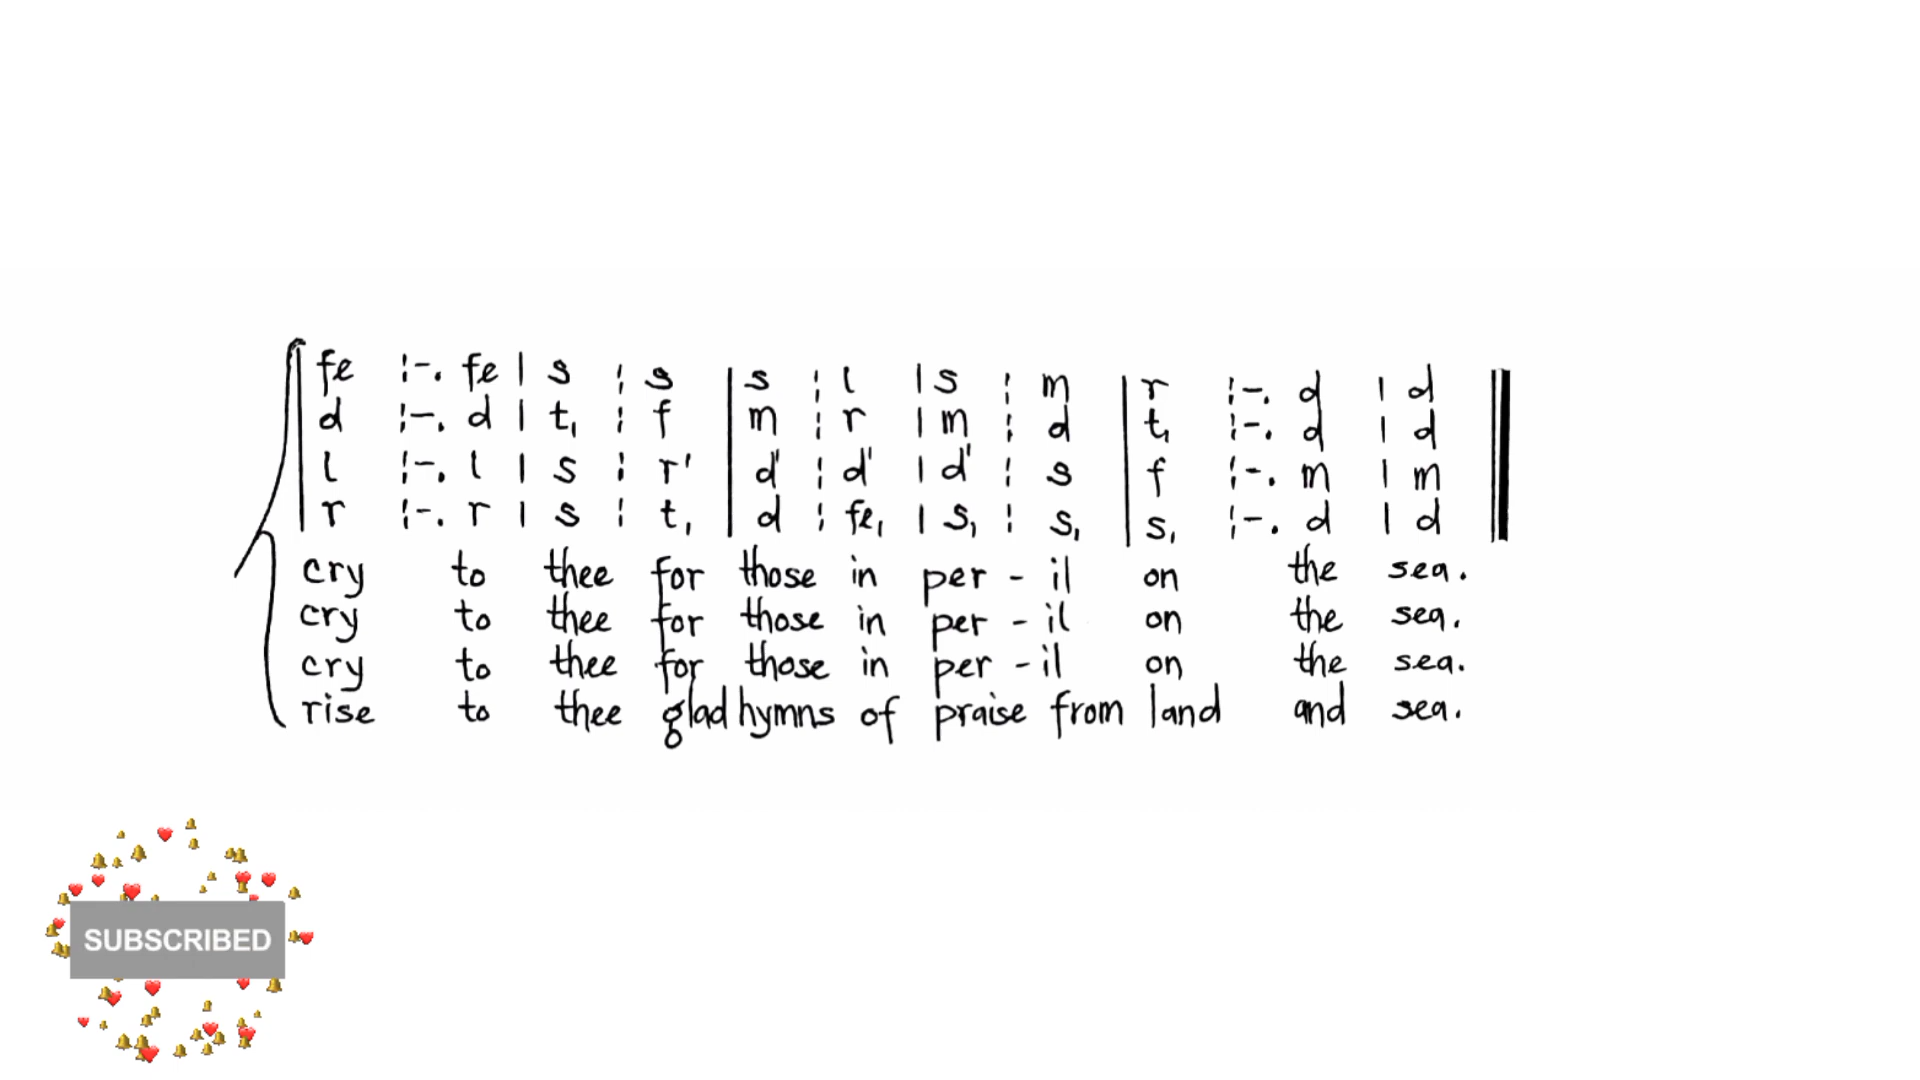 fe :-. fe | s : s | s : l | s : m | r :-. d | d
d :-. d | t, : f | m : r | m : d | t, :-. d | d
l :-. l | s : r' | d' : d' | d' : s | f :-. m | m
r :-. r | s : t, | d : fe, | s, : s, | s, :-. d | d
cry to thee for those in per - il on the sea.
cry to thee for those in per - il on the sea.
cry to thee for those in per - il on the sea.
rise to thee glad hymns of praise from land and sea.
SUBSCRIBED